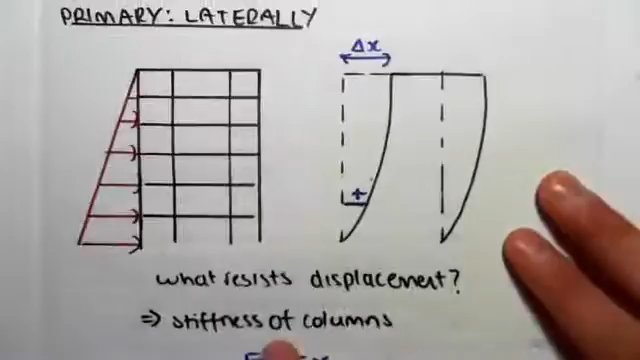 PRIMARY: LATERALLY
Δx
+
what resists displacement?
⇒ stiffness of columns